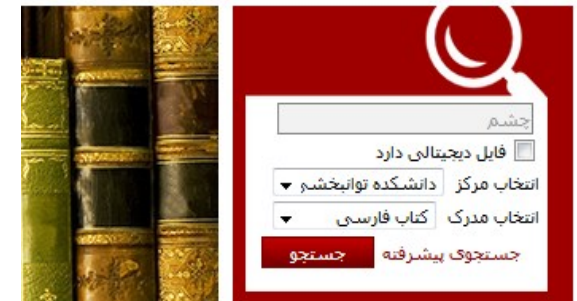 چشم
فایل دیجیتالی دارد
انتخاب مرکز دانشکده توانبخشی
انتخاب مدرک کتاب فارسی
جستجوی پیشرفته جستجو